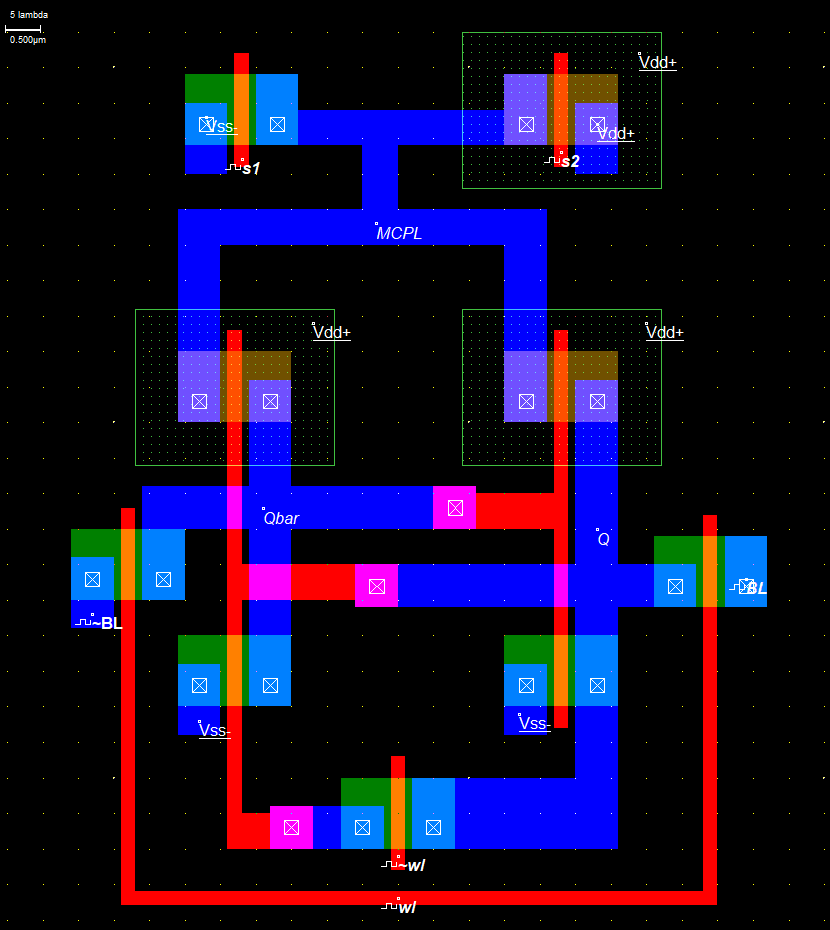 5 lambda
0.500µm
Vdd+
Vss-
Vdd+
s1
s2
MCPL
Vdd+
Vdd+
Qbar
Q
BL
~BL
Vss-
Vss-
~wl
wl